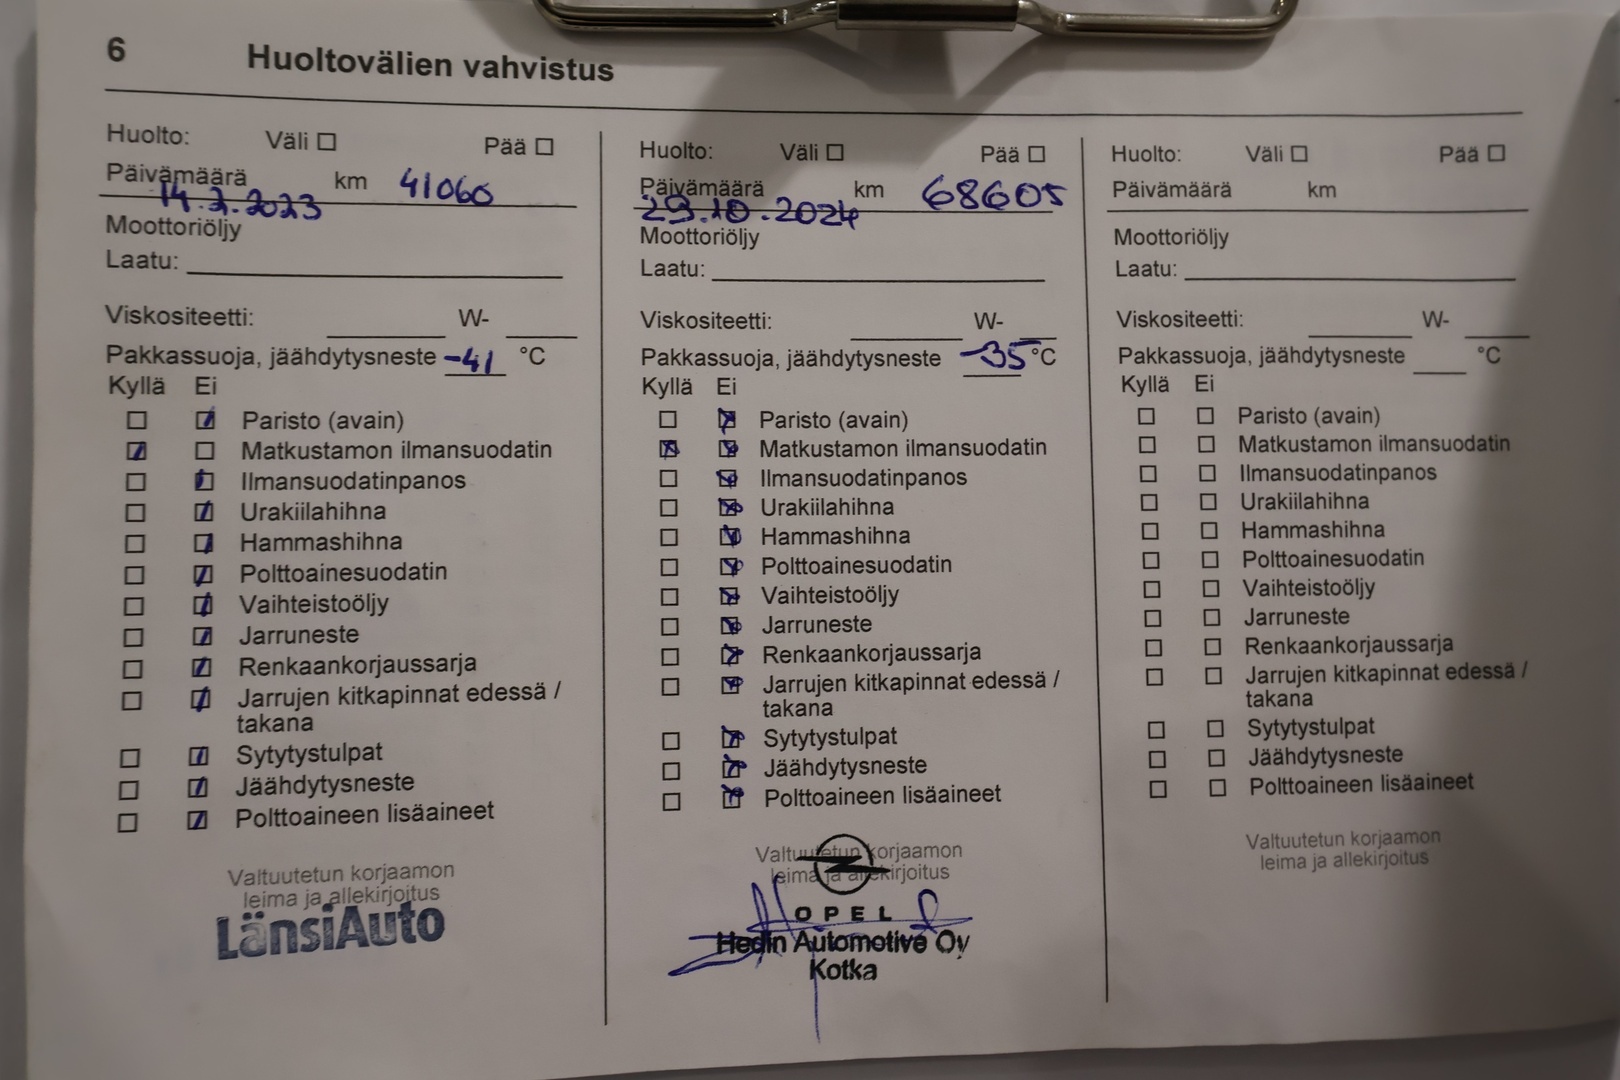 6 Huoltovälien vahvistus
Huolto: Väli ☐ Pää ☐
Päivämäärä km 41060
14.2.2023
Moottoriöljy
Laatu:
Viskositeetti: W-
Pakkassuoja, jäähdytysneste -41 °C
Kyllä Ei
Paristo (avain)
Matkustamon ilmansuodatin
Ilmansuodatinpanos
Urakiilahihna
Hammashihna
Polttoainesuodatin
Vaihteistoöljy
Jarruneste
Renkaankorjaussarja
Jarrujen kitkapinnat edessä /
takana
Sytytystulpat
Jäähdytysneste
Polttoaineen lisäaineet
Valtuutetun korjaamon
leima ja allekirjoitus
LänsiAuto
Huolto: Väli ☐ Pää ☐
Päivämäärä km 68605
29.10.2024
Moottoriöljy
Laatu:
Viskositeetti: W-
Pakkassuoja, jäähdytysneste -35 °C
Kyllä Ei
Paristo (avain)
Matkustamon ilmansuodatin
Ilmansuodatinpanos
Urakiilahihna
Hammashihna
Polttoainesuodatin
Vaihteistoöljy
Jarruneste
Renkaankorjaussarja
Jarrujen kitkapinnat edessä /
takana
Sytytystulpat
Jäähdytysneste
Polttoaineen lisäaineet
Valtuutetun korjaamon
leima ja allekirjoitus
OPEL
Hedin Automotive Oy
Kotka
Huolto: Väli ☐ Pää ☐
Päivämäärä km
Moottoriöljy
Laatu:
Viskositeetti: W-
Pakkassuoja, jäähdytysneste °C
Kyllä Ei
Paristo (avain)
Matkustamon ilmansuodatin
Ilmansuodatinpanos
Urakiilahihna
Hammashihna
Polttoainesuodatin
Vaihteistoöljy
Jarruneste
Renkaankorjaussarja
Jarrujen kitkapinnat edessä /
takana
Sytytystulpat
Jäähdytysneste
Polttoaineen lisäaineet
Valtuutetun korjaamon
leima ja allekirjoitus